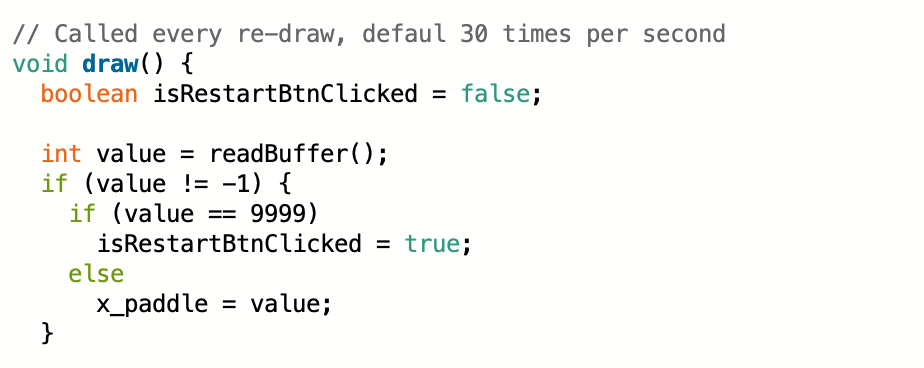 // Called every re-draw, defaul 30 times per second
void draw() {
  boolean isRestartBtnClicked = false;

  int value = readBuffer();
  if (value != -1) {
    if (value == 9999)
      isRestartBtnClicked = true;
    else
      x_paddle = value;
  }